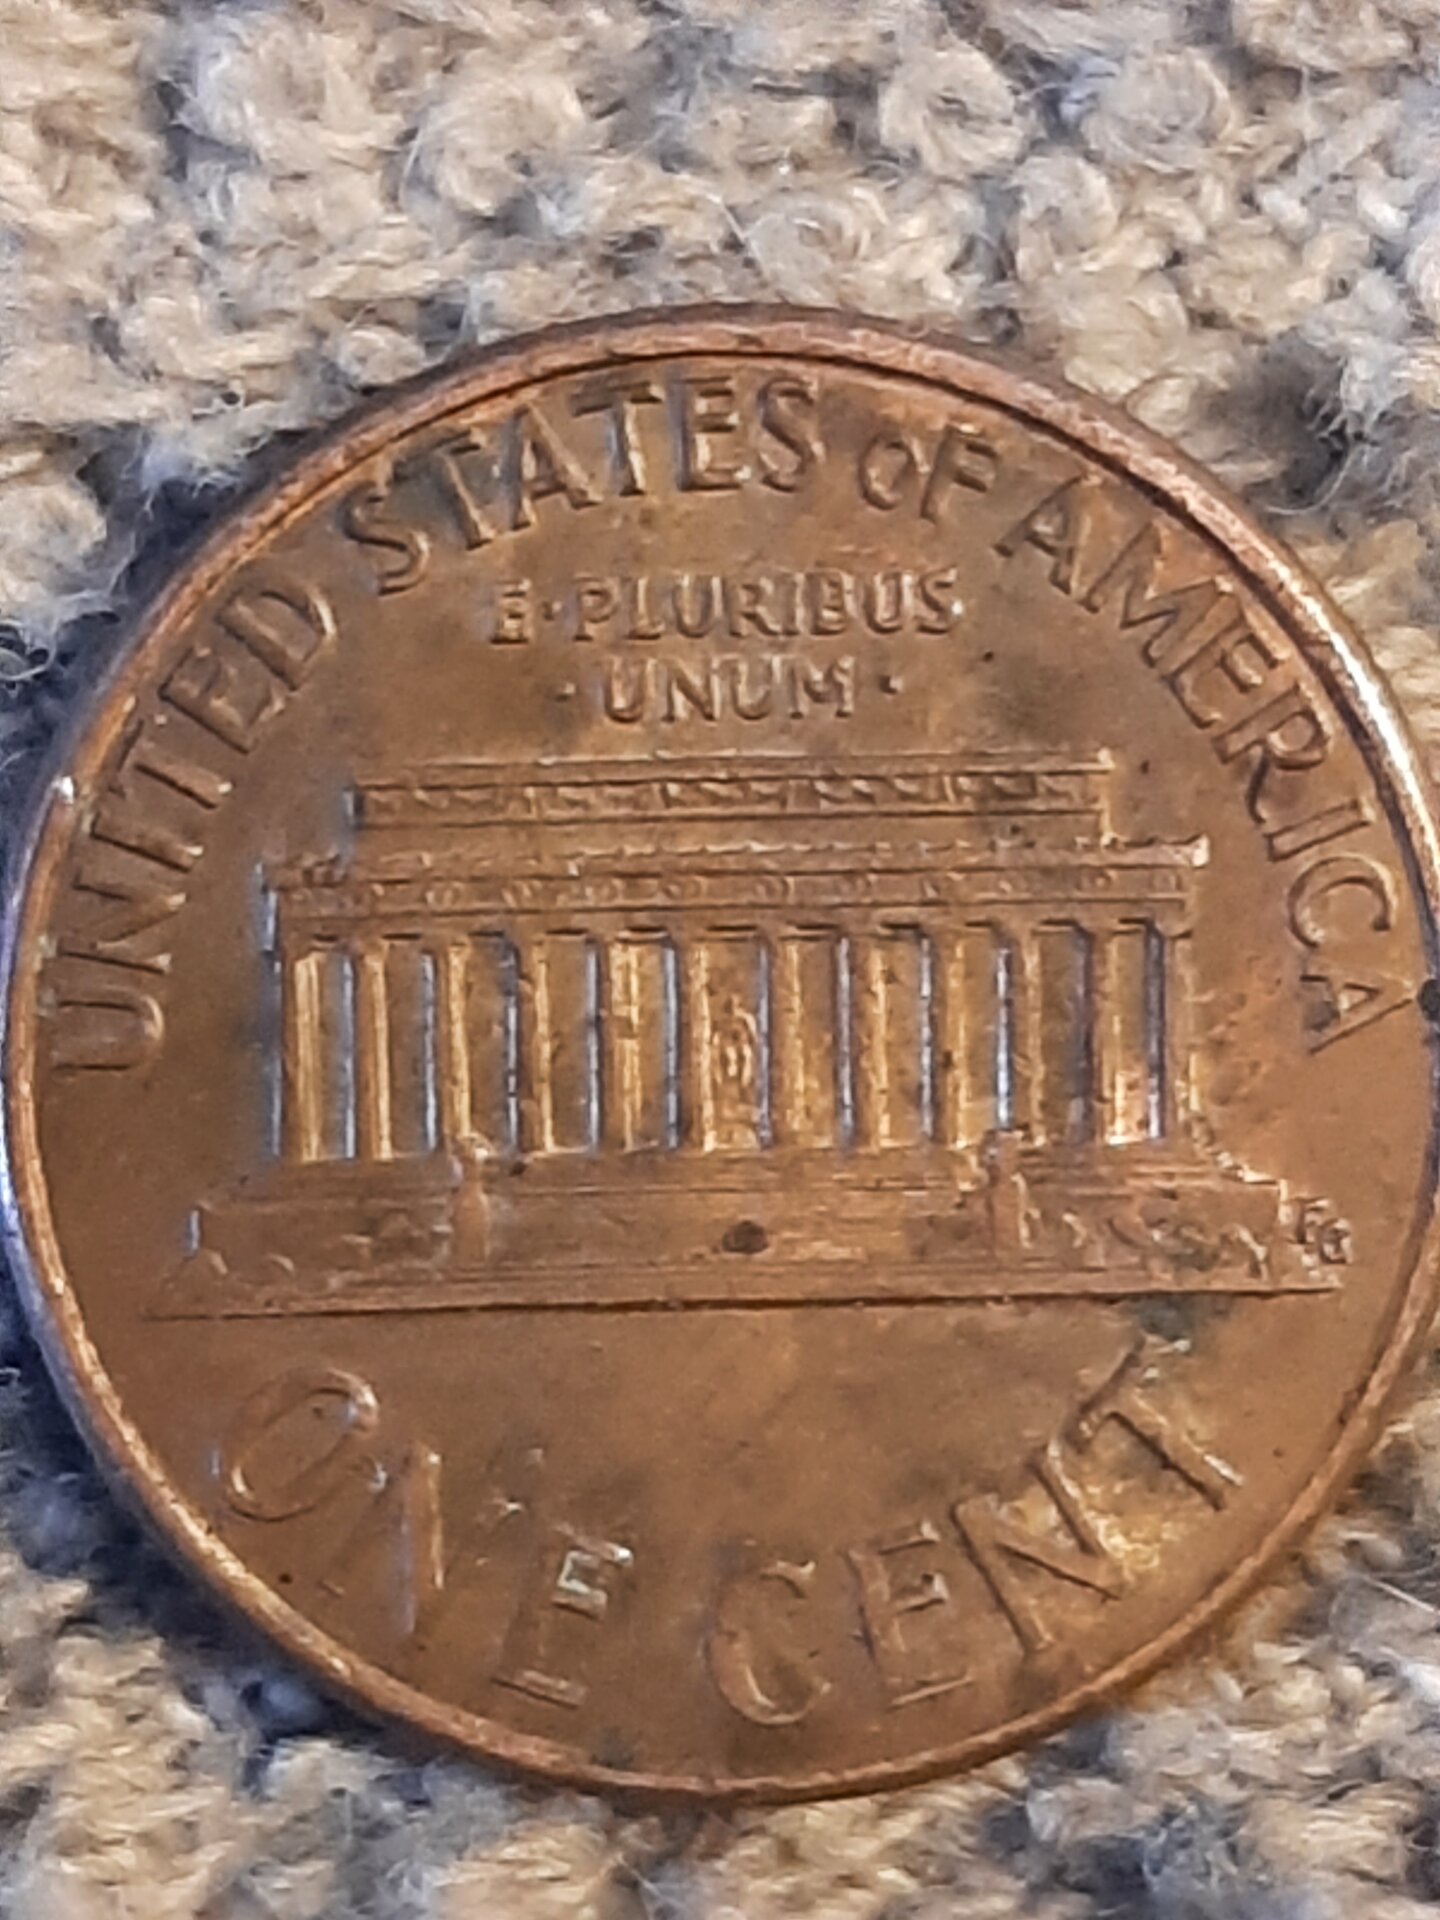 UNITED STATES OF AMERICA
E·PLURIBUS
·UNUM·
FG
ONE CENT